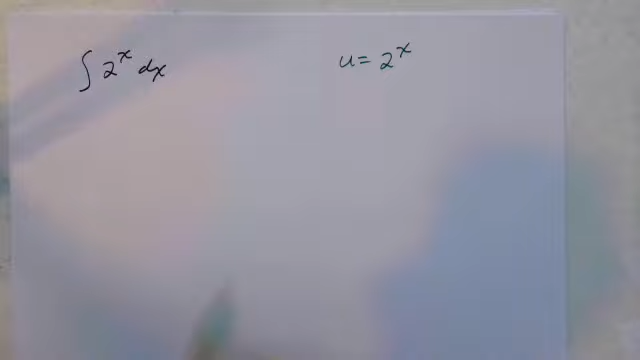 ∫ 2^x dx
u = 2^x